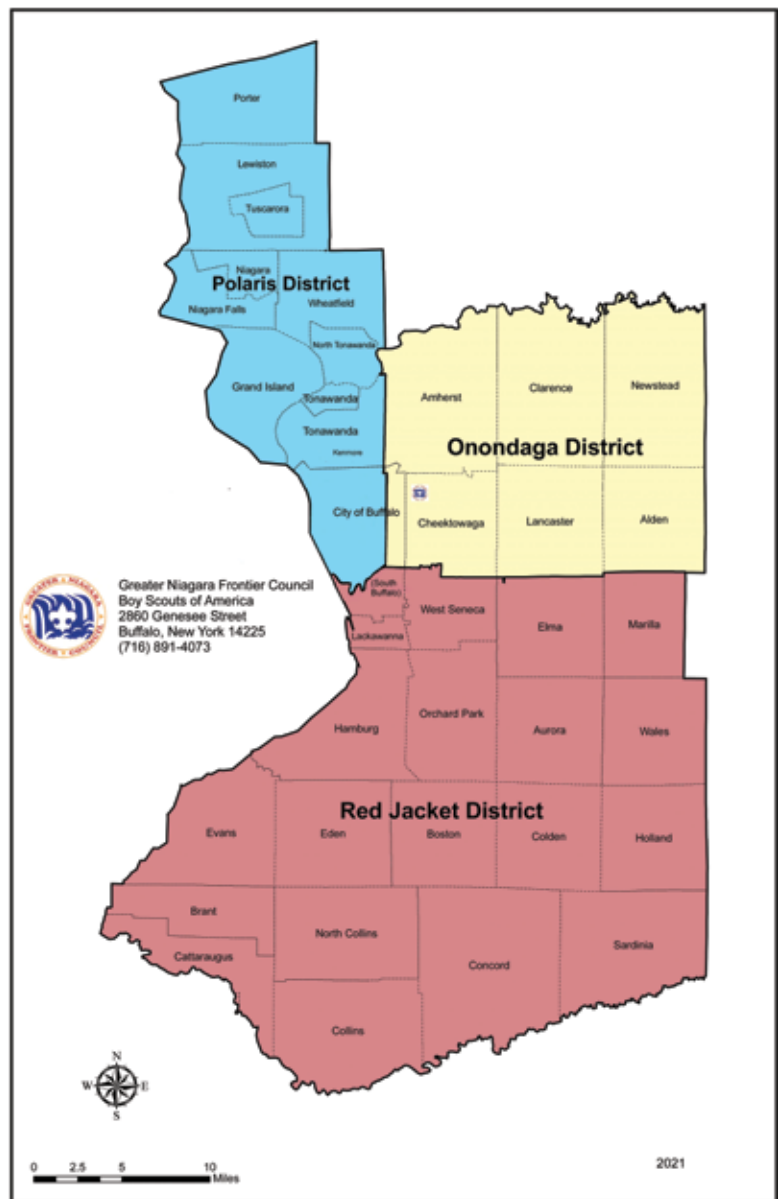 Porter
Lewiston
Tuscarora
Niagara
Polaris District
Wheatfield
Niagara Falls
North Tonawanda
Grand Island
Tonawanda
Amherst
Clarence
Newstead
Tonawanda
Kenmore
Onondaga District
City of Buffalo
Cheektowaga
Lancaster
Alden
GREATER NIAGARA
FRONTIER COUNCIL
Greater Niagara Frontier Council
Boy Scouts of America
2860 Genesee Street
Buffalo, New York 14225
(716) 891-4073
(South
Buffalo)
West Seneca
Elma
Marilla
Lackawanna
Hamburg
Orchard Park
Aurora
Wales
Red Jacket District
Evans
Eden
Boston
Colden
Holland
Brant
North Collins
Cattaraugus
Concord
Sardinia
Collins
N
W
E
S
0 2.5 5 10
Miles
2021